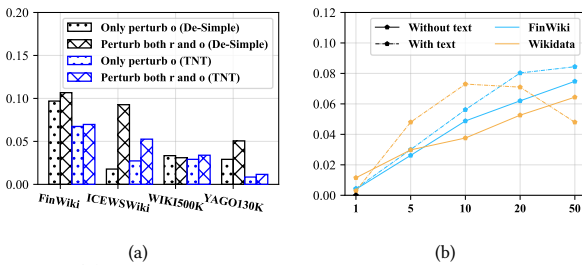 0.20
0.15
0.10
0.05
0.00
Only perturb o (De-Simple)
Perturb both r and o (De-Simple)
Only perturb o (TNT)
Perturb both r and o (TNT)
FinWiki
ICEWSWiki
WIKI500K
YAGO130K
(a)
0.12
0.10
0.08
0.06
0.04
0.02
0.00
Without text
With text
FinWiki
Wikidata
1 5 10 20 50
(b)